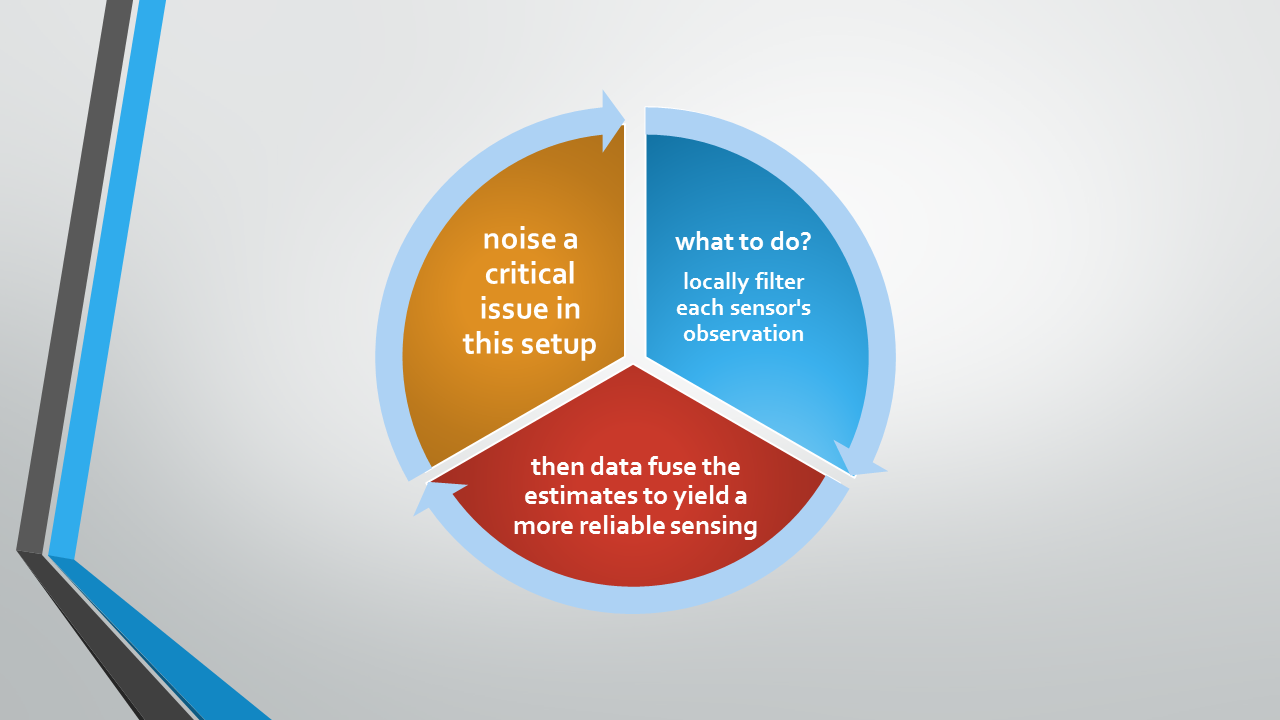 noise a
critical
issue in
this setup
what to do?
locally filter
each sensor's
observation
then data fuse the
estimates to yield a
more reliable sensing